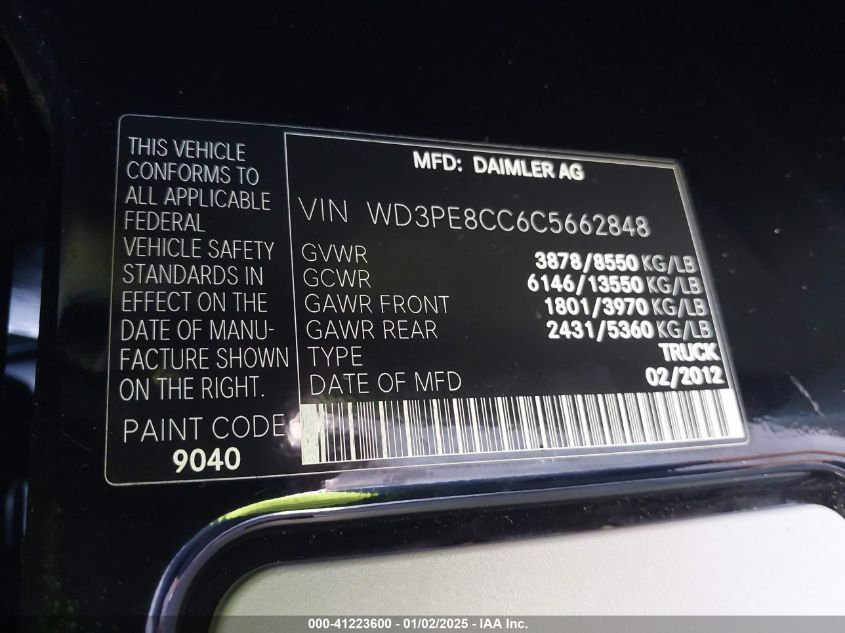 THIS VEHICLE
CONFORMS TO
ALL APPLICABLE
FEDERAL
VEHICLE SAFETY
STANDARDS IN
EFFECT ON THE
DATE OF MANU-
FACTURE SHOWN
ON THE RIGHT.
PAINT CODE
9040
MFD: DAIMLER AG
VIN WD3PE8CC6C5662848
GVWR 3878/8550 KG/LB
GCWR 6146/13550 KG/LB
GAWR FRONT 1801/3970 KG/LB
GAWR REAR 2431/5360 KG/LB
TYPE TRUCK
DATE OF MFD 02/2012
000-41223600 - 01/02/2025 - IAA Inc.